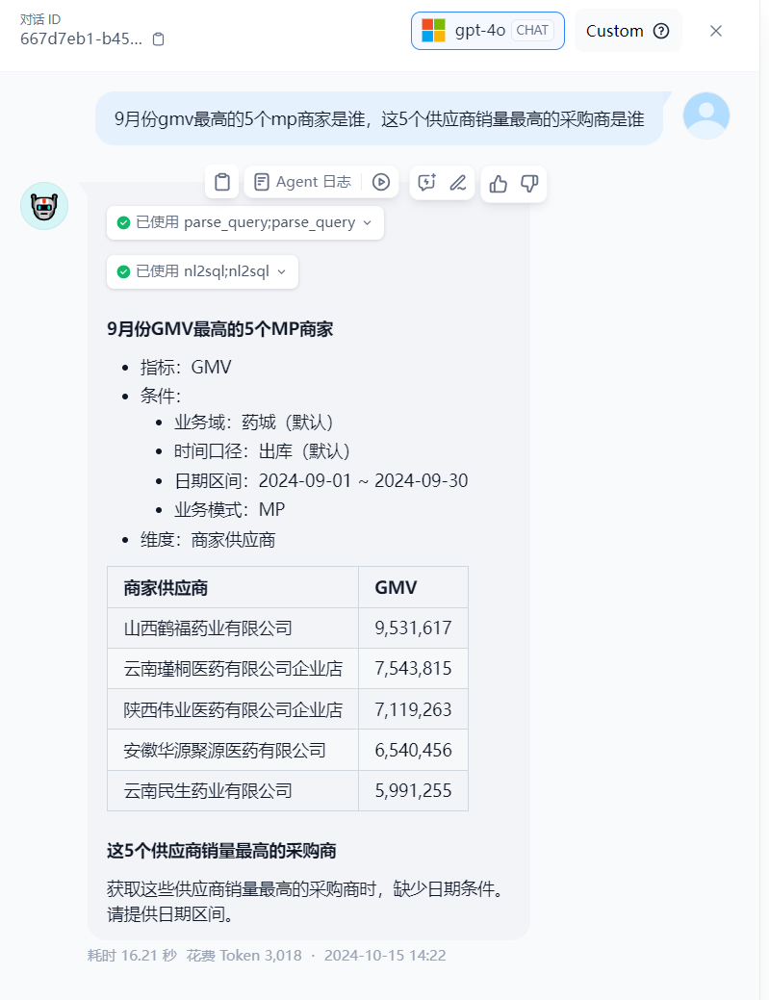 对话 ID
667d7eb1-b45...
gpt-4o CHAT
Custom
9月份gmv最高的5个mp商家是谁，这5个供应商销量最高的采购商是谁
Agent 日志
已使用 parse_query;parse_query
已使用 nl2sql;nl2sql
9月份GMV最高的5个MP商家
• 指标：GMV
• 条件：
• 业务域：药城（默认）
• 时间口径：出库（默认）
• 日期区间：2024-09-01 ~ 2024-09-30
• 业务模式：MP
• 维度：商家供应商
商家供应商 GMV
山西鹤福药业有限公司 9,531,617
云南瑾桐医药有限公司企业店 7,543,815
陕西伟业医药有限公司企业店 7,119,263
安徽华源聚源医药有限公司 6,540,456
云南民生药业有限公司 5,991,255
这5个供应商销量最高的采购商
获取这些供应商销量最高的采购商时，缺少日期条件。
请提供日期区间。
耗时 16.21 秒 花费 Token 3,018 · 2024-10-15 14:22